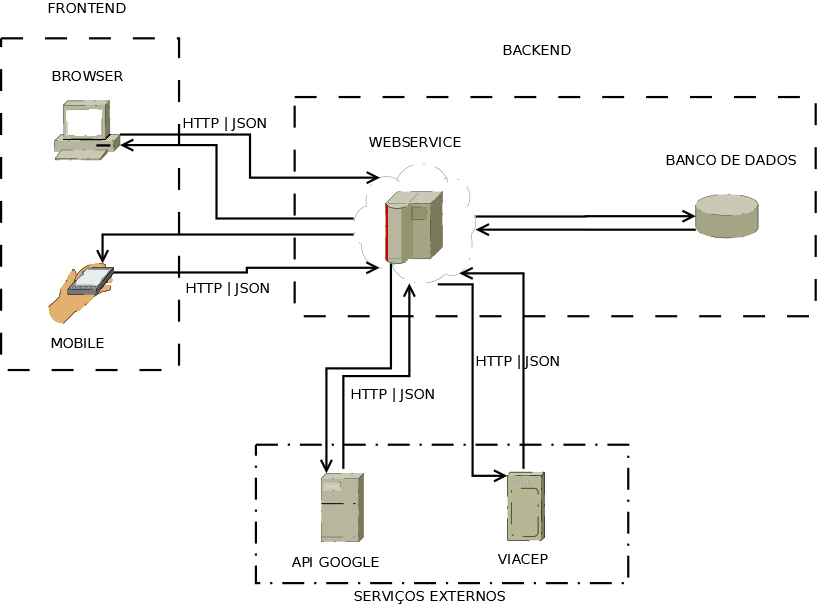 FRONTEND
BACKEND
BROWSER
HTTP | JSON
WEBSERVICE
BANCO DE DADOS
HTTP | JSON
MOBILE
HTTP | JSON
HTTP | JSON
API GOOGLE
VIACEP
SERVIÇOS EXTERNOS